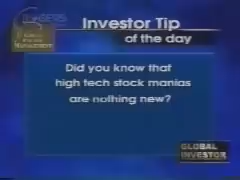 Investor Tip
of the day
Did you know that
high tech stock manias
are nothing new?
GLOBAL
INVESTOR